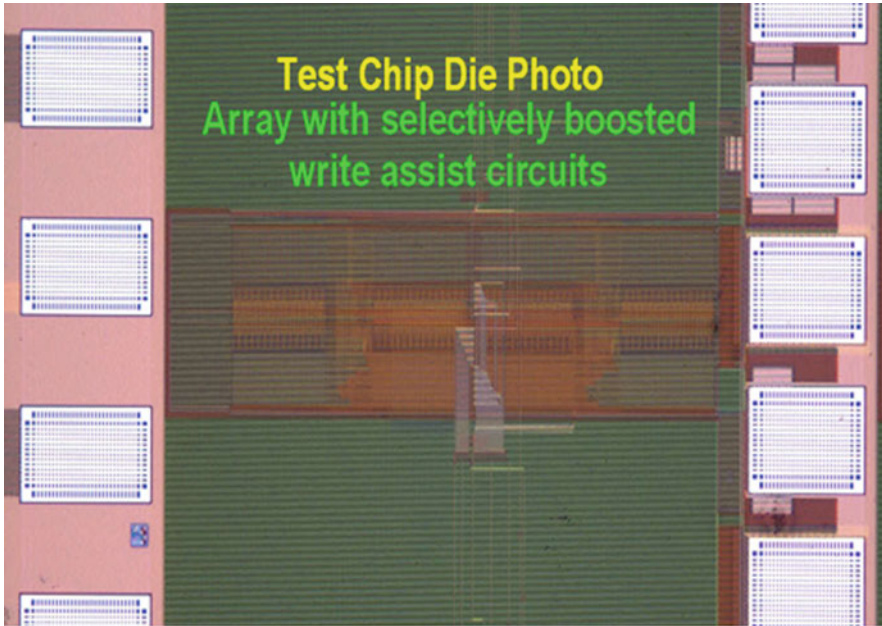 Test Chip Die Photo
Array with selectively boosted
write assist circuits